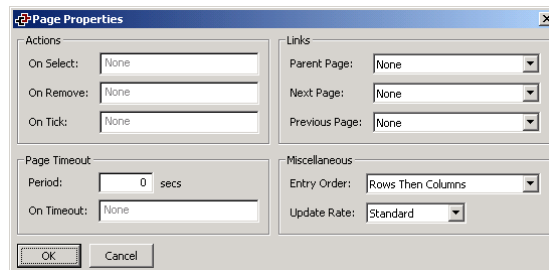 Page Properties
Actions
On Select: None
On Remove: None
On Tick: None
Links
Parent Page: None
Next Page: None
Previous Page: None
Page Timeout
Period: 0 secs
On Timeout: None
Miscellaneous
Entry Order: Rows Then Columns
Update Rate: Standard
OK Cancel